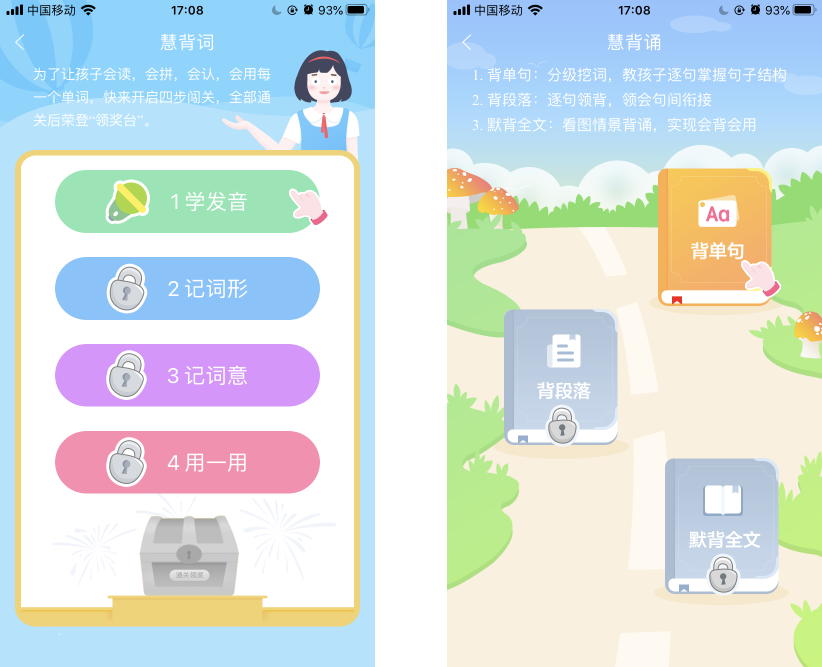 中国移动
17:08
93%
慧背词
为了让孩子会读，会拼，会认，会用每
一个单词，快来开启四步闯关，全部通
关后荣登“领奖台”。
1 学发音
2 记词形
3 记词意
4 用一用
通关领奖
中国移动
17:08
93%
慧背诵
1. 背单句：分级挖词，教孩子逐句掌握句子结构
2. 背段落：逐句领背，领会句间衔接
3. 默背全文：看图情景背诵，实现会背会用
Aa
背单句
背段落
默背全文